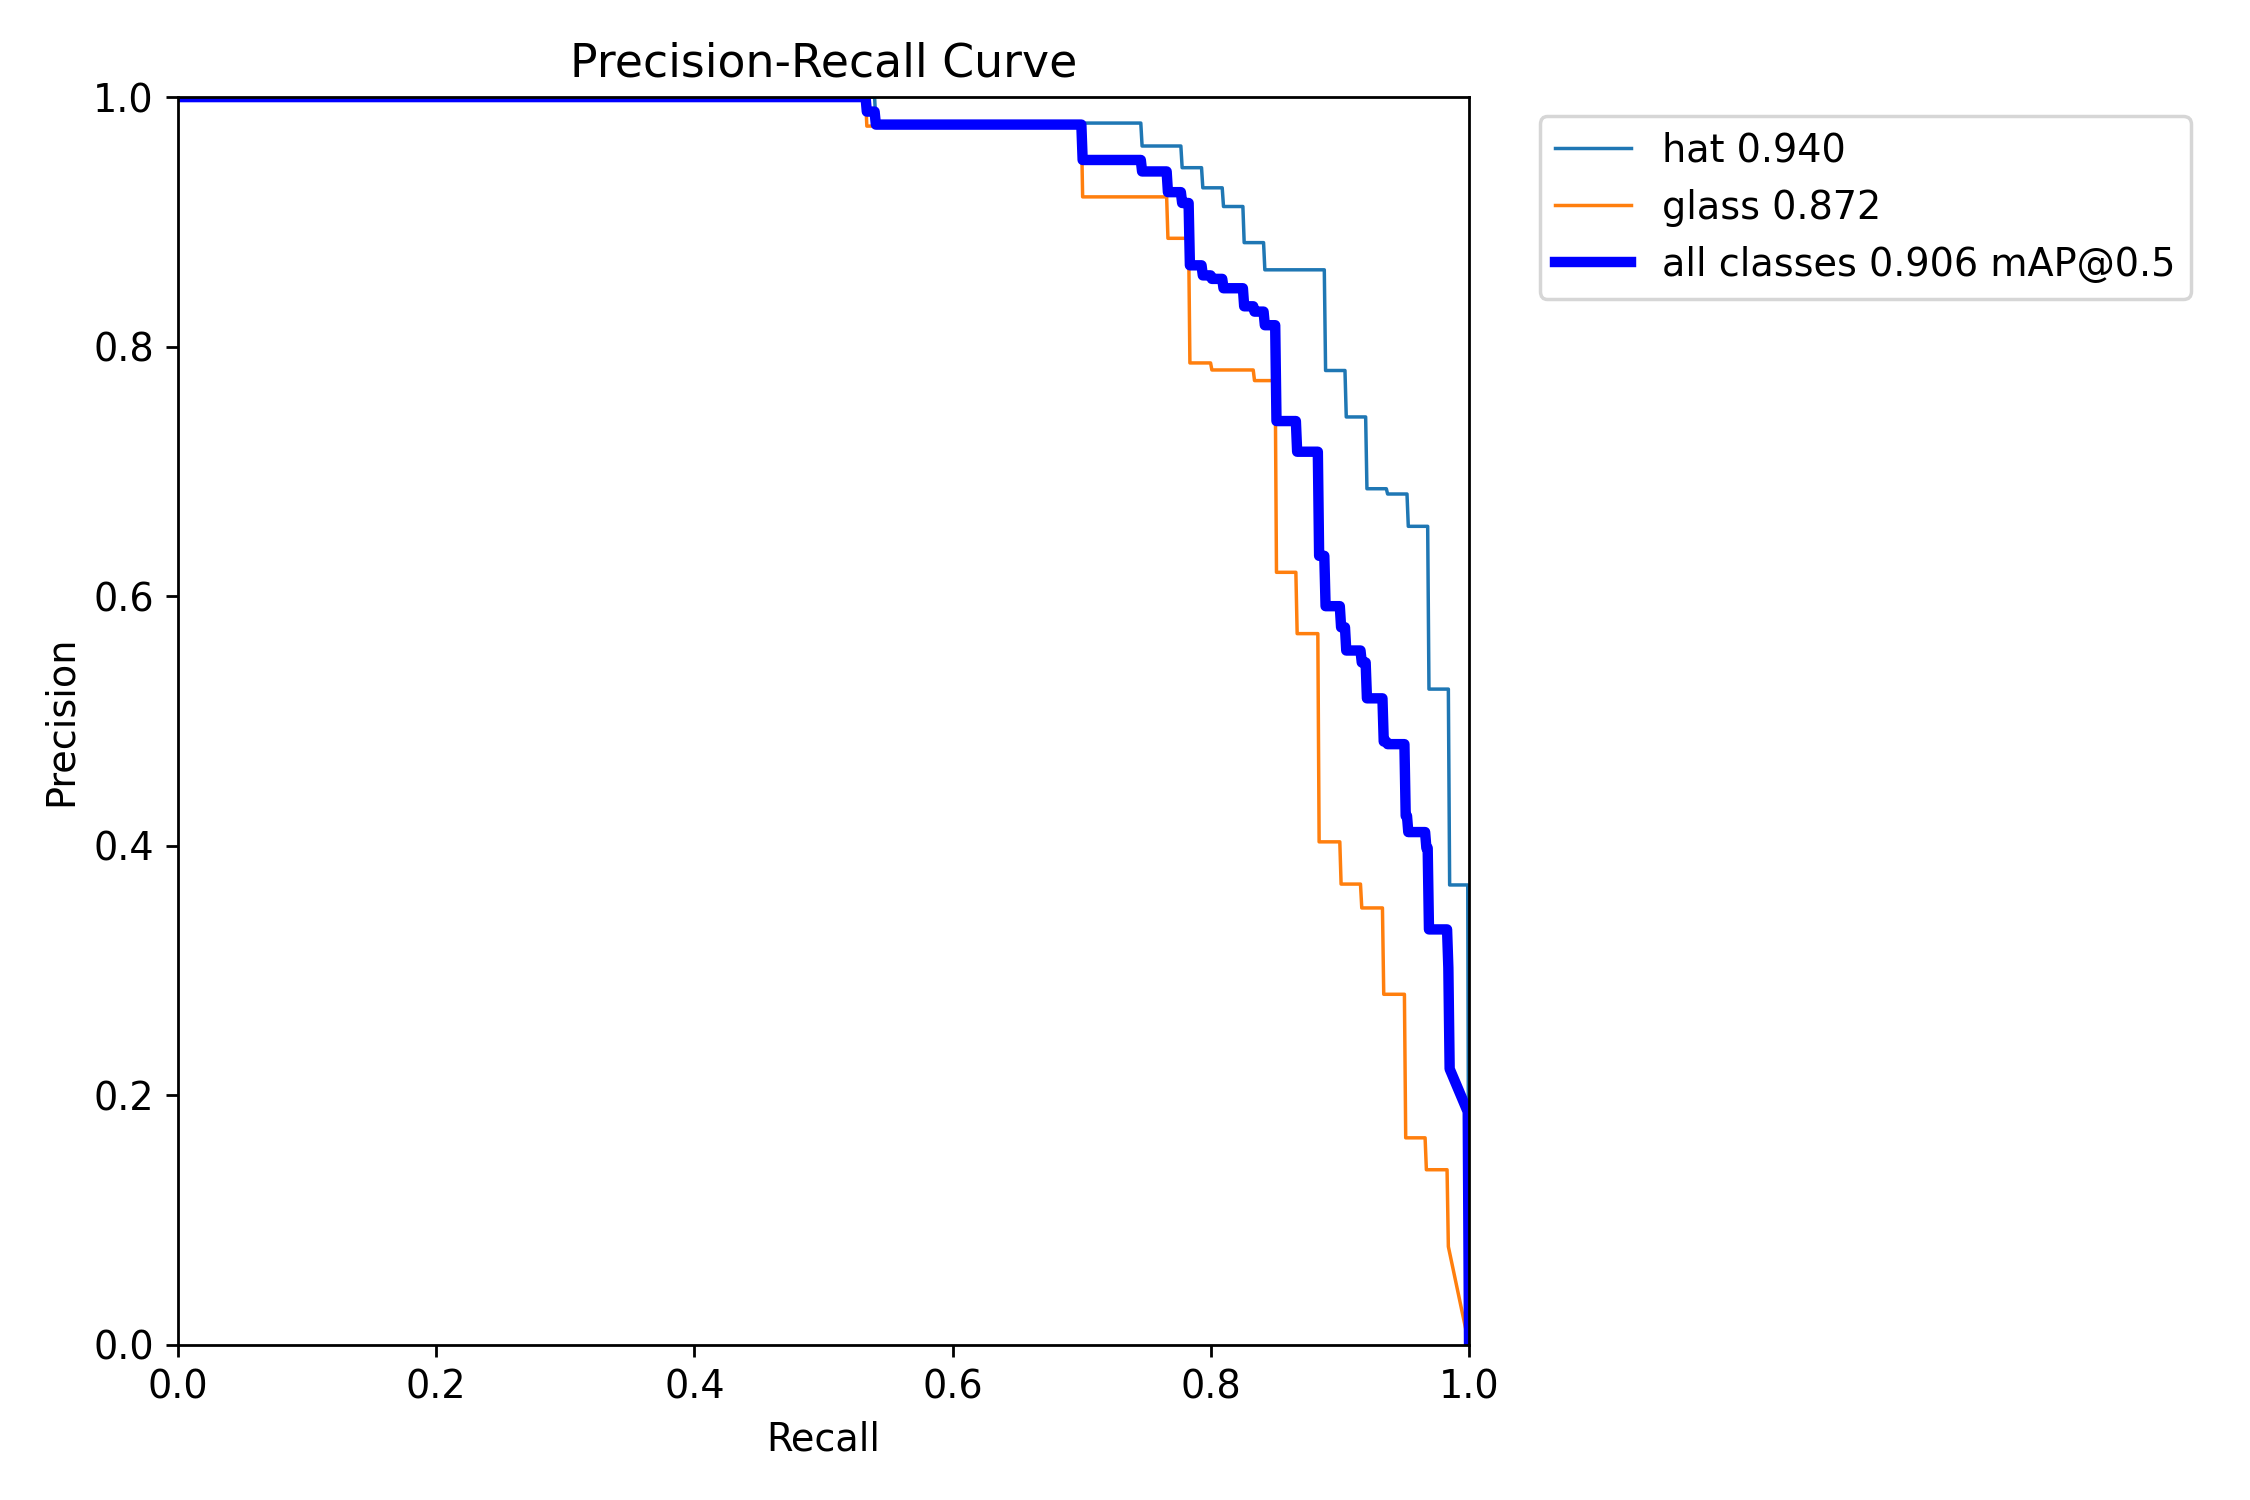 Precision-Recall Curve
1.0
0.8
0.6
0.4
0.2
0.0
Precision
0.0 0.2 0.4 0.6 0.8 1.0
Recall
hat 0.940
glass 0.872
all classes 0.906 mAP@0.5